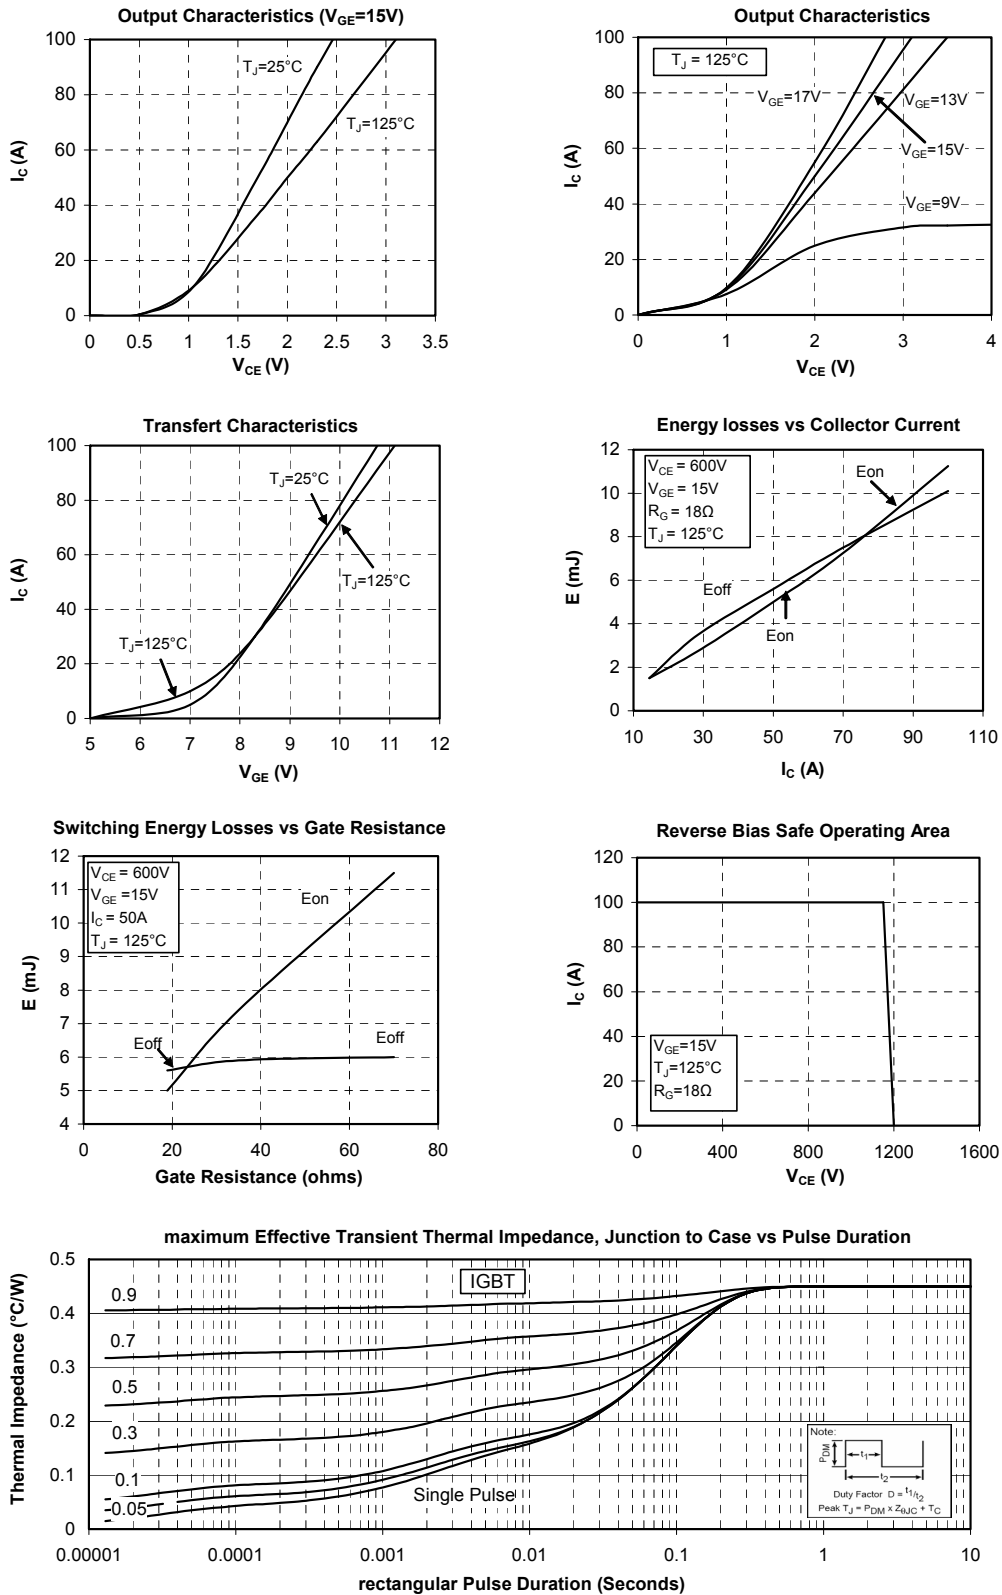 Output Characteristics (VGE=15V)
100
80
60
40
20
0
IC (A)
TJ=25°C
TJ=125°C
0 0.5 1 1.5 2 2.5 3 3.5
VCE (V)
Output Characteristics
100
80
60
40
20
0
IC (A)
TJ = 125°C
VGE=17V
VGE=13V
VGE=15V
VGE=9V
0 1 2 3 4
VCE (V)
Transfert Characteristics
100
80
60
40
20
0
IC (A)
TJ=25°C
TJ=125°C
TJ=125°C
5 6 7 8 9 10 11 12
VGE (V)
Energy losses vs Collector Current
12
10
8
6
4
2
0
E (mJ)
VCE = 600V
VGE = 15V
RG = 18Ω
TJ = 125°C
Eon
Eoff
Eon
10 30 50 70 90 110
IC (A)
Switching Energy Losses vs Gate Resistance
12
11
10
9
8
7
6
5
4
E (mJ)
VCE = 600V
VGE =15V
IC = 50A
TJ = 125°C
Eon
Eoff
Eoff
0 20 40 60 80
Gate Resistance (ohms)
Reverse Bias Safe Operating Area
120
100
80
60
40
20
0
IC (A)
VGE=15V
TJ=125°C
RG=18Ω
0 400 800 1200 1600
VCE (V)
maximum Effective Transient Thermal Impedance, Junction to Case vs Pulse Duration
0.5
0.4
0.3
0.2
0.1
0
Thermal Impedance (°C/W)
IGBT
0.9
0.7
0.5
0.3
0.1
0.05
Single Pulse
Note:
PDM
t1
t2
Duty Factor D = t1/t2
Peak TJ = PDM x ZθJC + TC
0.00001 0.0001 0.001 0.01 0.1 1 10
rectangular Pulse Duration (Seconds)